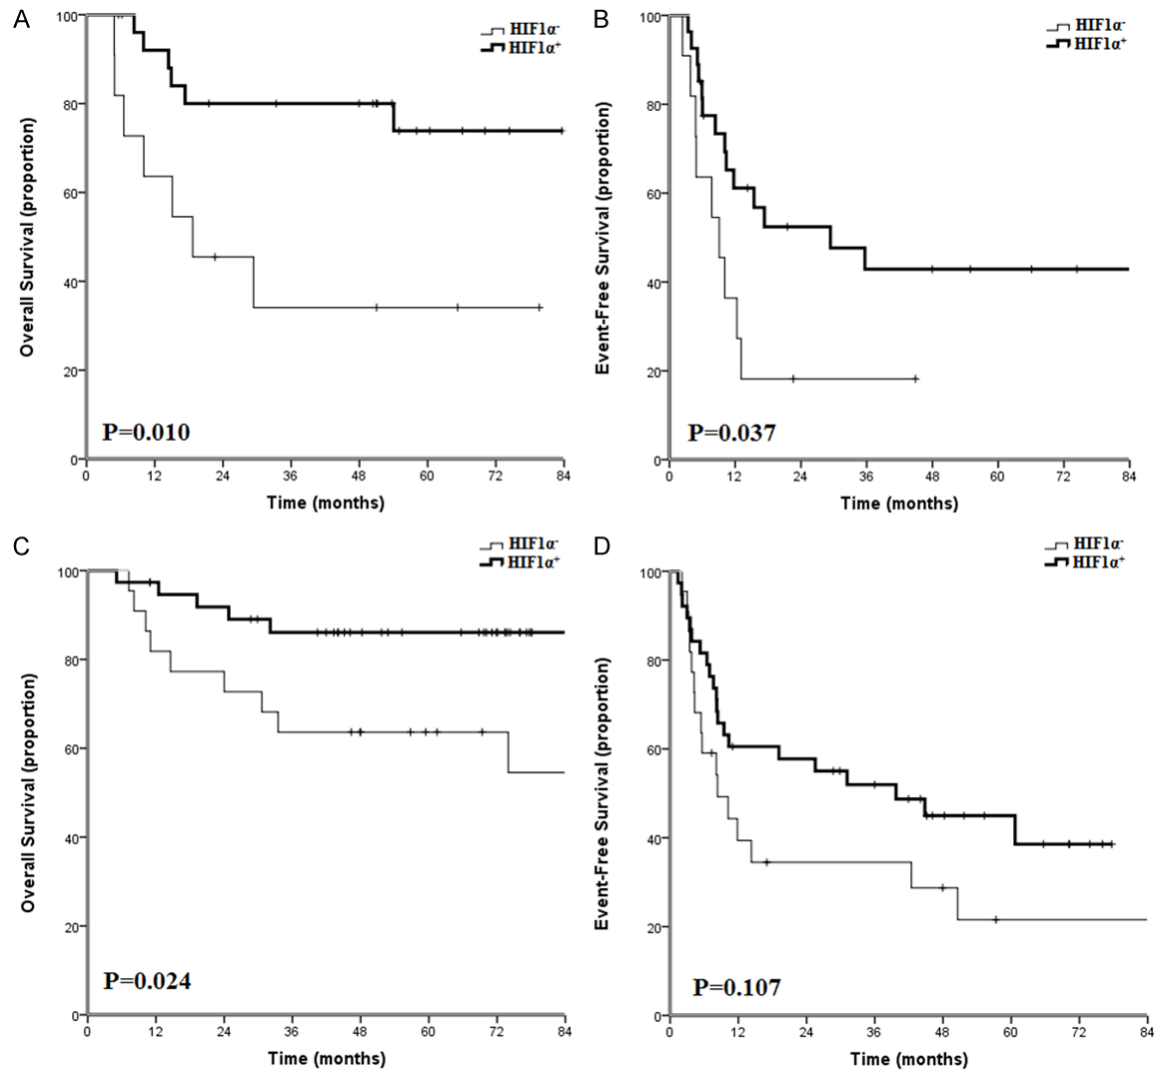 A
HIF1α⁻
HIF1α⁺
100
80
60
40
20
0
Overall Survival (proportion)
P=0.010
0 12 24 36 48 60 72 84
Time (months)
B
HIF1α⁻
HIF1α⁺
100
80
60
40
20
0
Event-Free Survival (proportion)
P=0.037
0 12 24 36 48 60 72 84
Time (months)
C
HIF1α⁻
HIF1α⁺
100
80
60
40
20
0
Overall Survival (proportion)
P=0.024
0 12 24 36 48 60 72 84
Time (months)
D
HIF1α⁻
HIF1α⁺
100
80
60
40
20
0
Event-Free Survival (proportion)
P=0.107
0 12 24 36 48 60 72 84
Time (months)